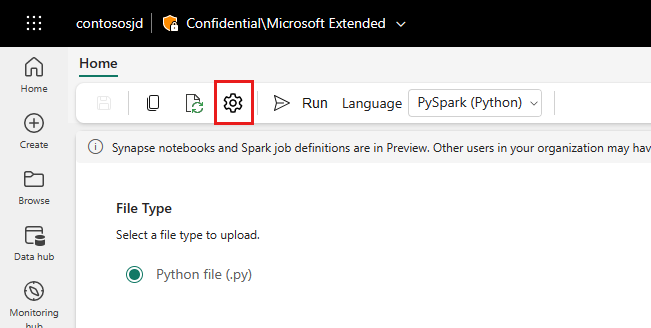 contososjd
Confidential\Microsoft Extended
Home
Home
Run Language PySpark (Python)
Create
Synapse notebooks and Spark job definitions are in Preview. Other users in your organization may hav
Browse
File Type
Select a file type to upload.
Data hub
Python file (.py)
Monitoring
hub